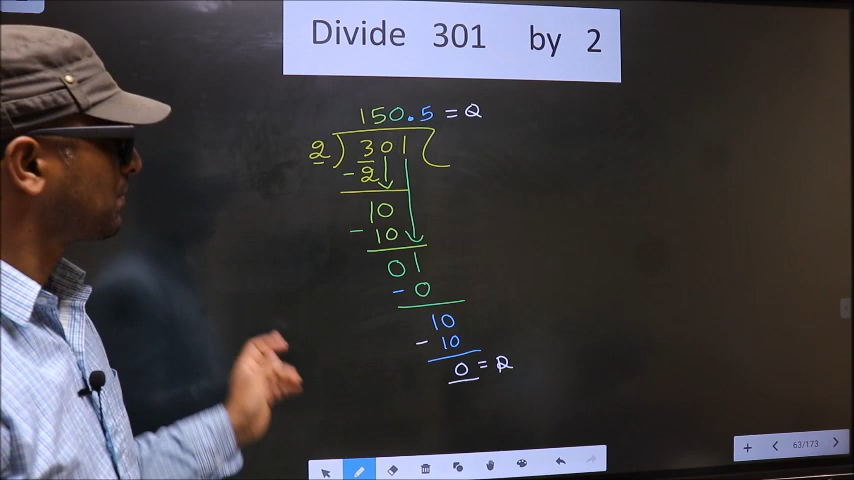 Divide 301 by 2
150.5 = Q
2 ) 301 (
- 2
10
- 10
01
- 0
10
- 10
0 = R
63/173